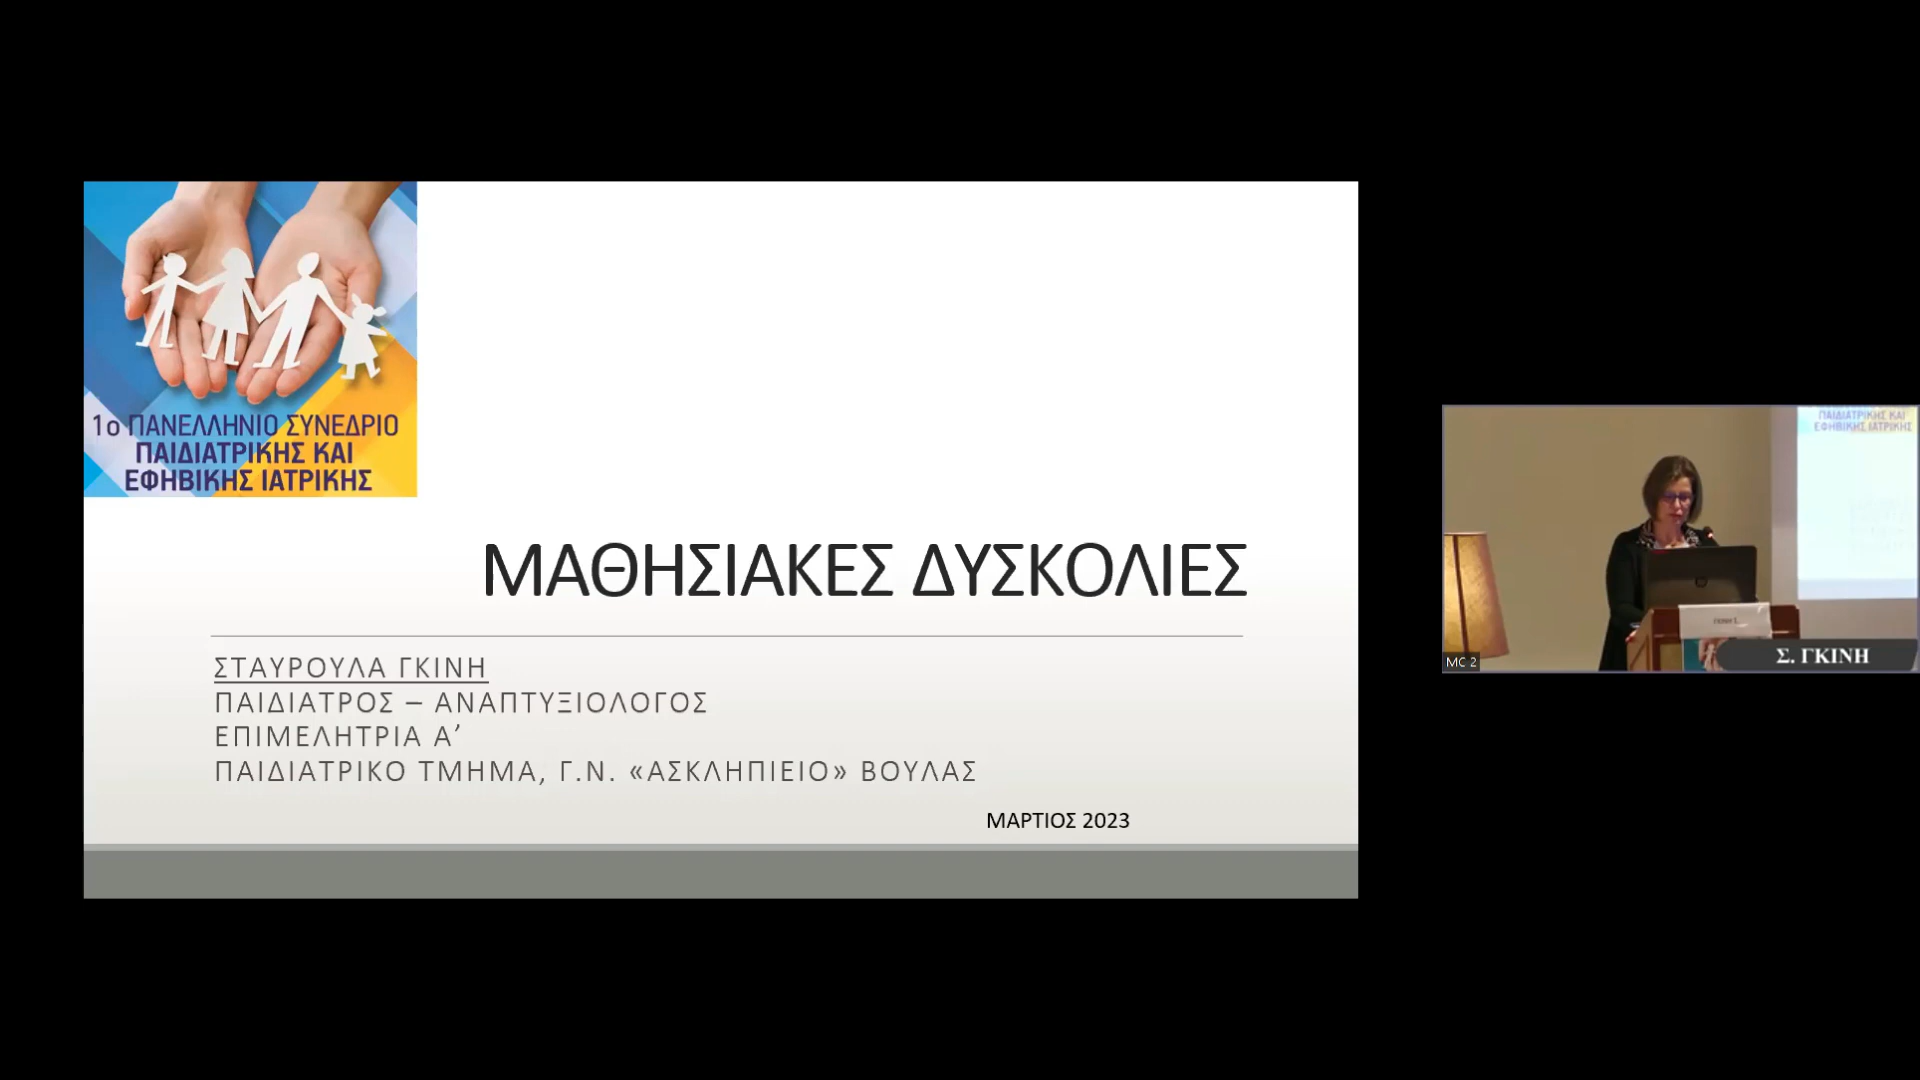 1ο ΠΑΝΕΛΛΗΝΙΟ ΣΥΝΕΔΡΙΟ
ΠΑΙΔΙΑΤΡΙΚΗΣ ΚΑΙ
ΕΦΗΒΙΚΗΣ ΙΑΤΡΙΚΗΣ
ΜΑΘΗΣΙΑΚΕΣ ΔΥΣΚΟΛΙΕΣ
ΣΤΑΥΡΟΥΛΑ ΓΚΙΝΗ
ΠΑΙΔΙΑΤΡΟΣ – ΑΝΑΠΤΥΞΙΟΛΟΓΟΣ
ΕΠΙΜΕΛΗΤΡΙΑ Α’
ΠΑΙΔΙΑΤΡΙΚΟ ΤΜΗΜΑ, Γ.Ν. «ΑΣΚΛΗΠΙΕΙΟ» ΒΟΥΛΑΣ
ΜΑΡΤΙΟΣ 2023
ΠΑΙΔΙΑΤΡΙΚΗΣ ΚΑΙ
ΕΦΗΒΙΚΗΣ ΙΑΤΡΙΚΗΣ
MC 2
Σ. ΓΚΙΝΗ